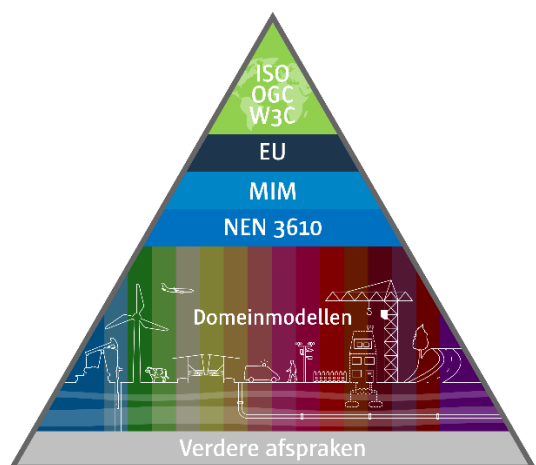 ISO
OGC
W3C
EU
MIM
NEN 3610
Domeinmodellen
Verdere afspraken